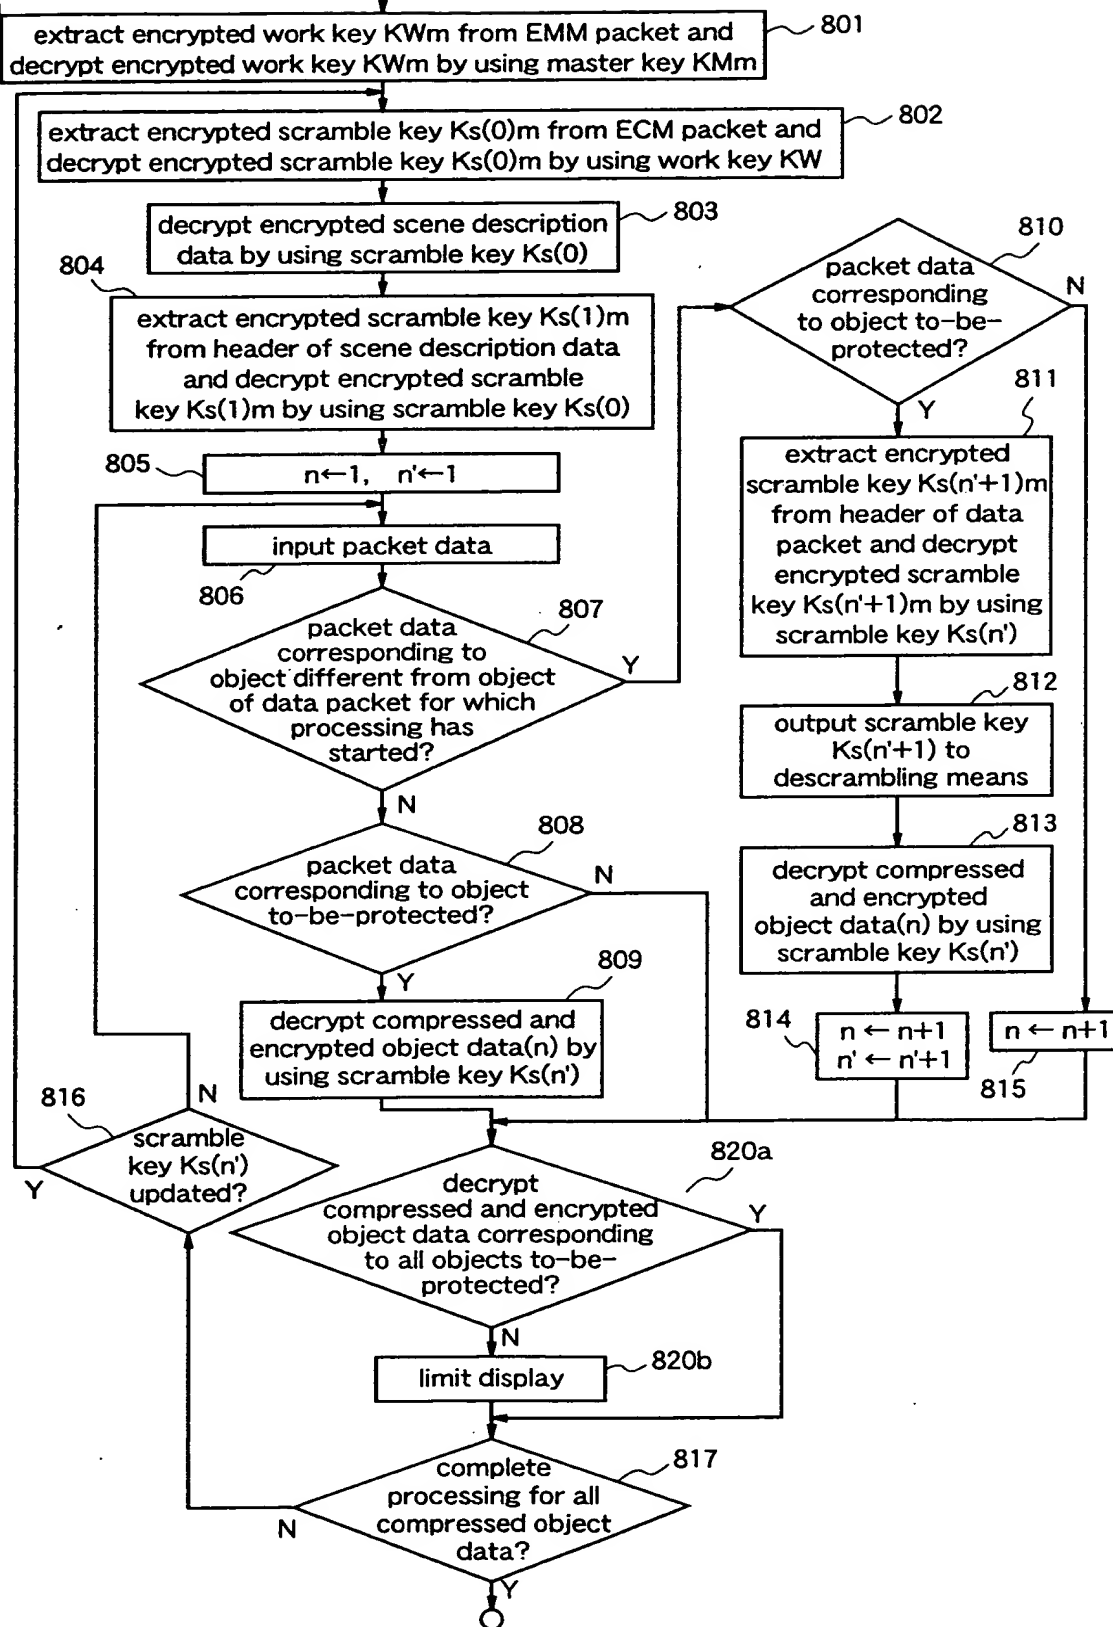 extract encrypted work key KWm from EMM packet and
decrypt encrypted work key KWm by using master key KMm
801
extract encrypted scramble key Ks(0)m from ECM packet and
decrypt encrypted scramble key Ks(0)m by using work key KW
802
decrypt encrypted scene description
data by using scramble key Ks(0)
803
804
extract encrypted scramble key Ks(1)m
from header of scene description data
and decrypt encrypted scramble
key Ks(1)m by using scramble key Ks(0)
805
n←1, n'←1
input packet data
806
807
packet data
corresponding to
object different from object
of data packet for which
processing has
started?
Y
N
808
packet data
corresponding to object
to-be-protected?
N
Y
809
decrypt compressed and
encrypted object data(n) by
using scramble key Ks(n')
810
packet data
corresponding
to object to-be-
protected?
N
Y
811
extract encrypted
scramble key Ks(n'+1)m
from header of data
packet and decrypt
encrypted scramble
key Ks(n'+1)m by using
scramble key Ks(n')
812
output scramble key
Ks(n'+1) to
descrambling means
813
decrypt compressed
and encrypted
object data(n) by using
scramble key Ks(n')
814
n ← n+1
n' ← n'+1
n ← n+1
815
816
N
scramble
key Ks(n')
updated?
Y
820a
decrypt
compressed and encrypted
object data corresponding
to all objects to-be-
protected?
Y
N
limit display
820b
817
complete
processing for all
compressed object
data?
N
Y